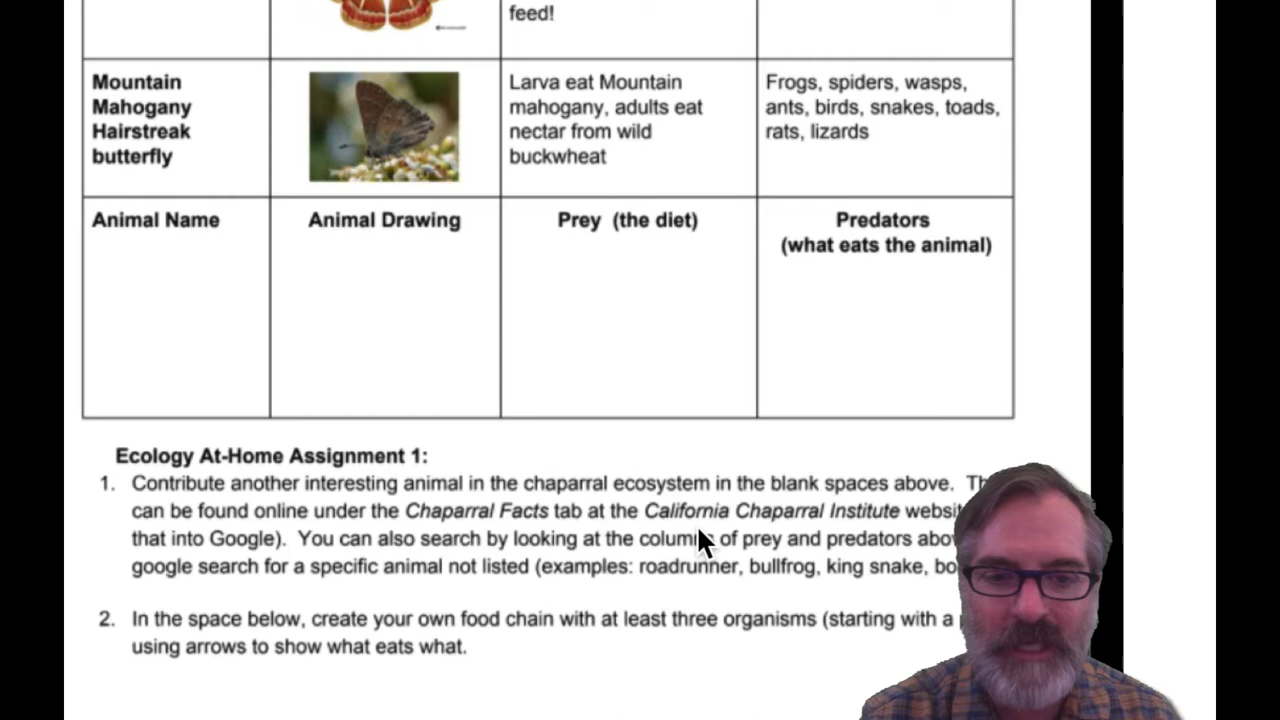 feed!
Mountain
Mahogany
Hairstreak
butterfly
Larva eat Mountain
mahogany, adults eat
nectar from wild
buckwheat
Frogs, spiders, wasps,
ants, birds, snakes, toads,
rats, lizards
Animal Name
Animal Drawing
Prey (the diet)
Predators
(what eats the animal)
Ecology At-Home Assignment 1:
1. Contribute another interesting animal in the chaparral ecosystem in the blank spaces above.
can be found online under the Chaparral Facts tab at the California Chaparral Institute
that into Google). You can also search by looking at the of prey and predators
google search for a specific animal not listed (examples: roadrunner, bullfrog, king snake,
2. In the space below, create your own food chain with at least three organisms (starting with a
using arrows to show what eats what.